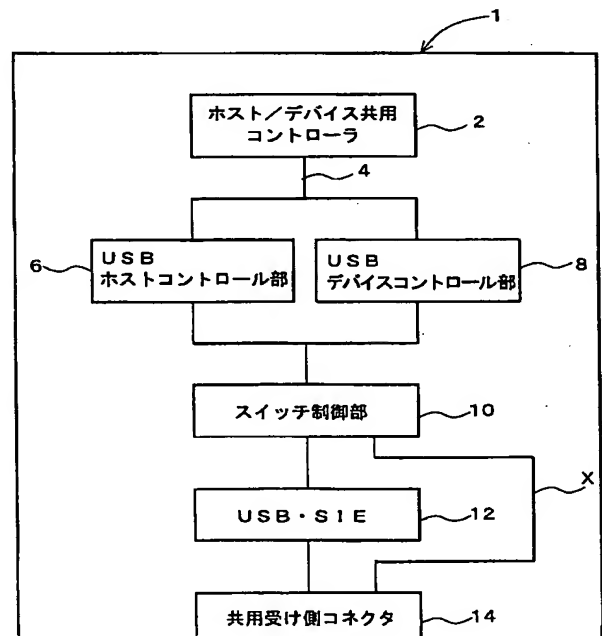 1
ホスト/デバイス共用
コントローラ
2
4
6
USB
ホストコントロール部
USB
デバイスコントロール部
8
スイッチ制御部
10
X
USB・SIE
12
共用受け側コネクタ
14